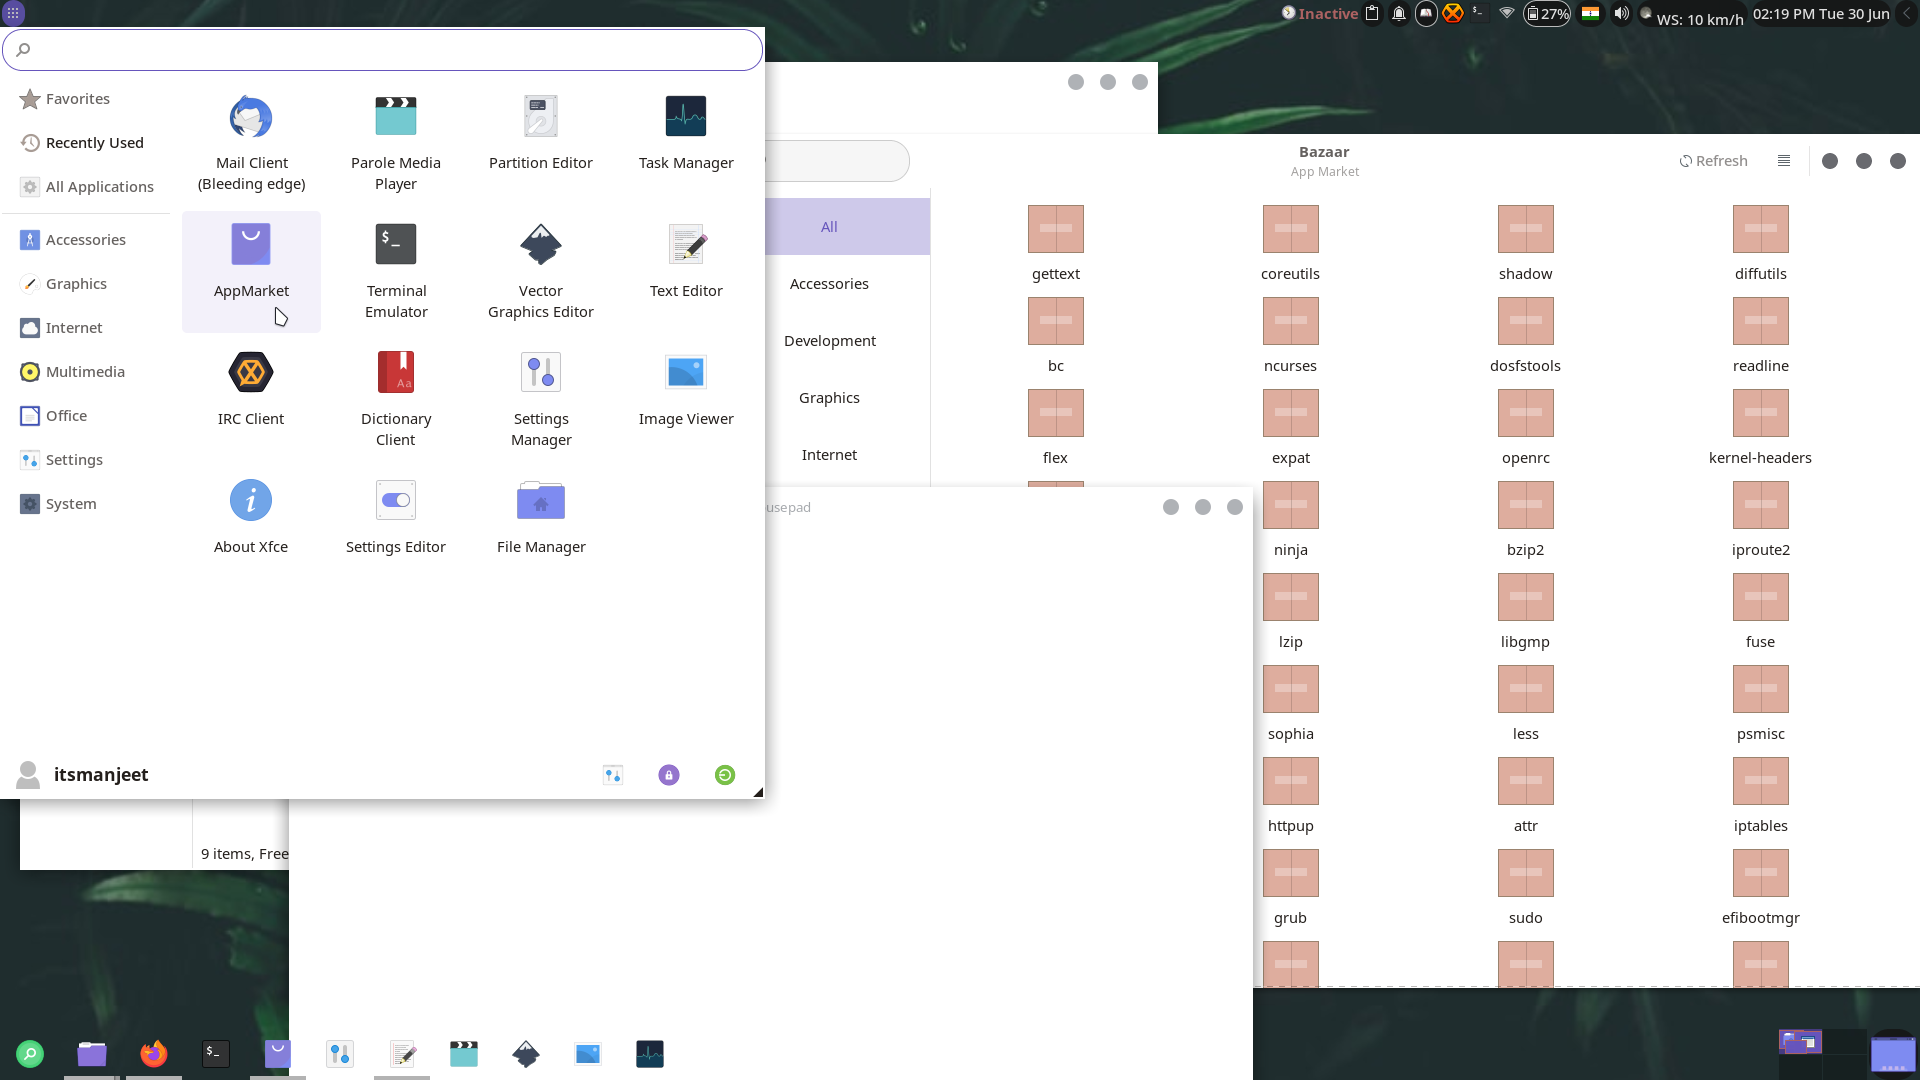 Inactive
27%
WS: 10 km/h
02:19 PM Tue 30 Jun
Favorites
Recently Used
All Applications
Accessories
Graphics
Internet
Multimedia
Office
Settings
System
Mail Client
(Bleeding edge)
Parole Media
Player
Partition Editor
Task Manager
AppMarket
Terminal
Emulator
Vector
Graphics Editor
Text Editor
IRC Client
Dictionary
Client
Settings
Manager
Image Viewer
About Xfce
Settings Editor
File Manager
itsmanjeet
9 items, Free
Bazaar
App Market
Refresh
All
Accessories
Development
Graphics
Internet
gettext
coreutils
shadow
diffutils
bc
ncurses
dosfstools
readline
flex
expat
openrc
kernel-headers
ninja
bzip2
iproute2
lzip
libgmp
fuse
sophia
less
psmisc
httpup
attr
iptables
grub
sudo
efibootmgr
usepad
$_
Aa
$_